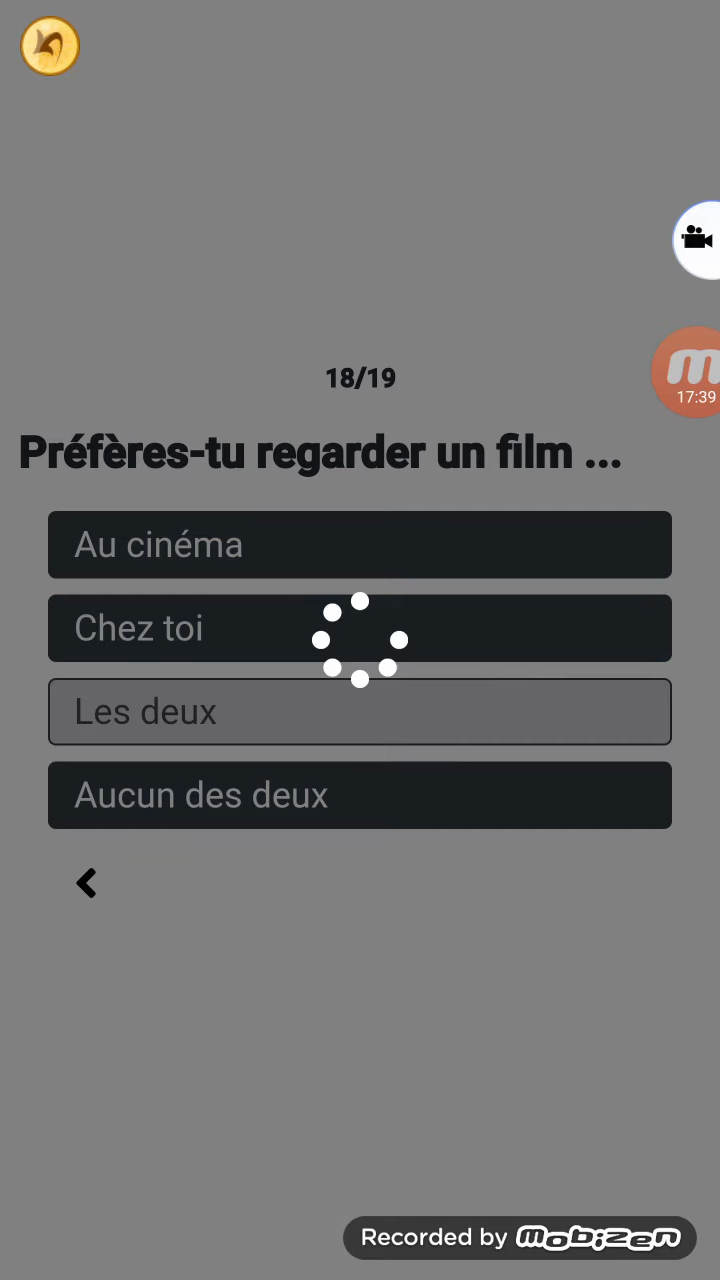 18/19
17:39
Préfères-tu regarder un film ...
Au cinéma
Chez toi
Les deux
Aucun des deux
Recorded by mobizen